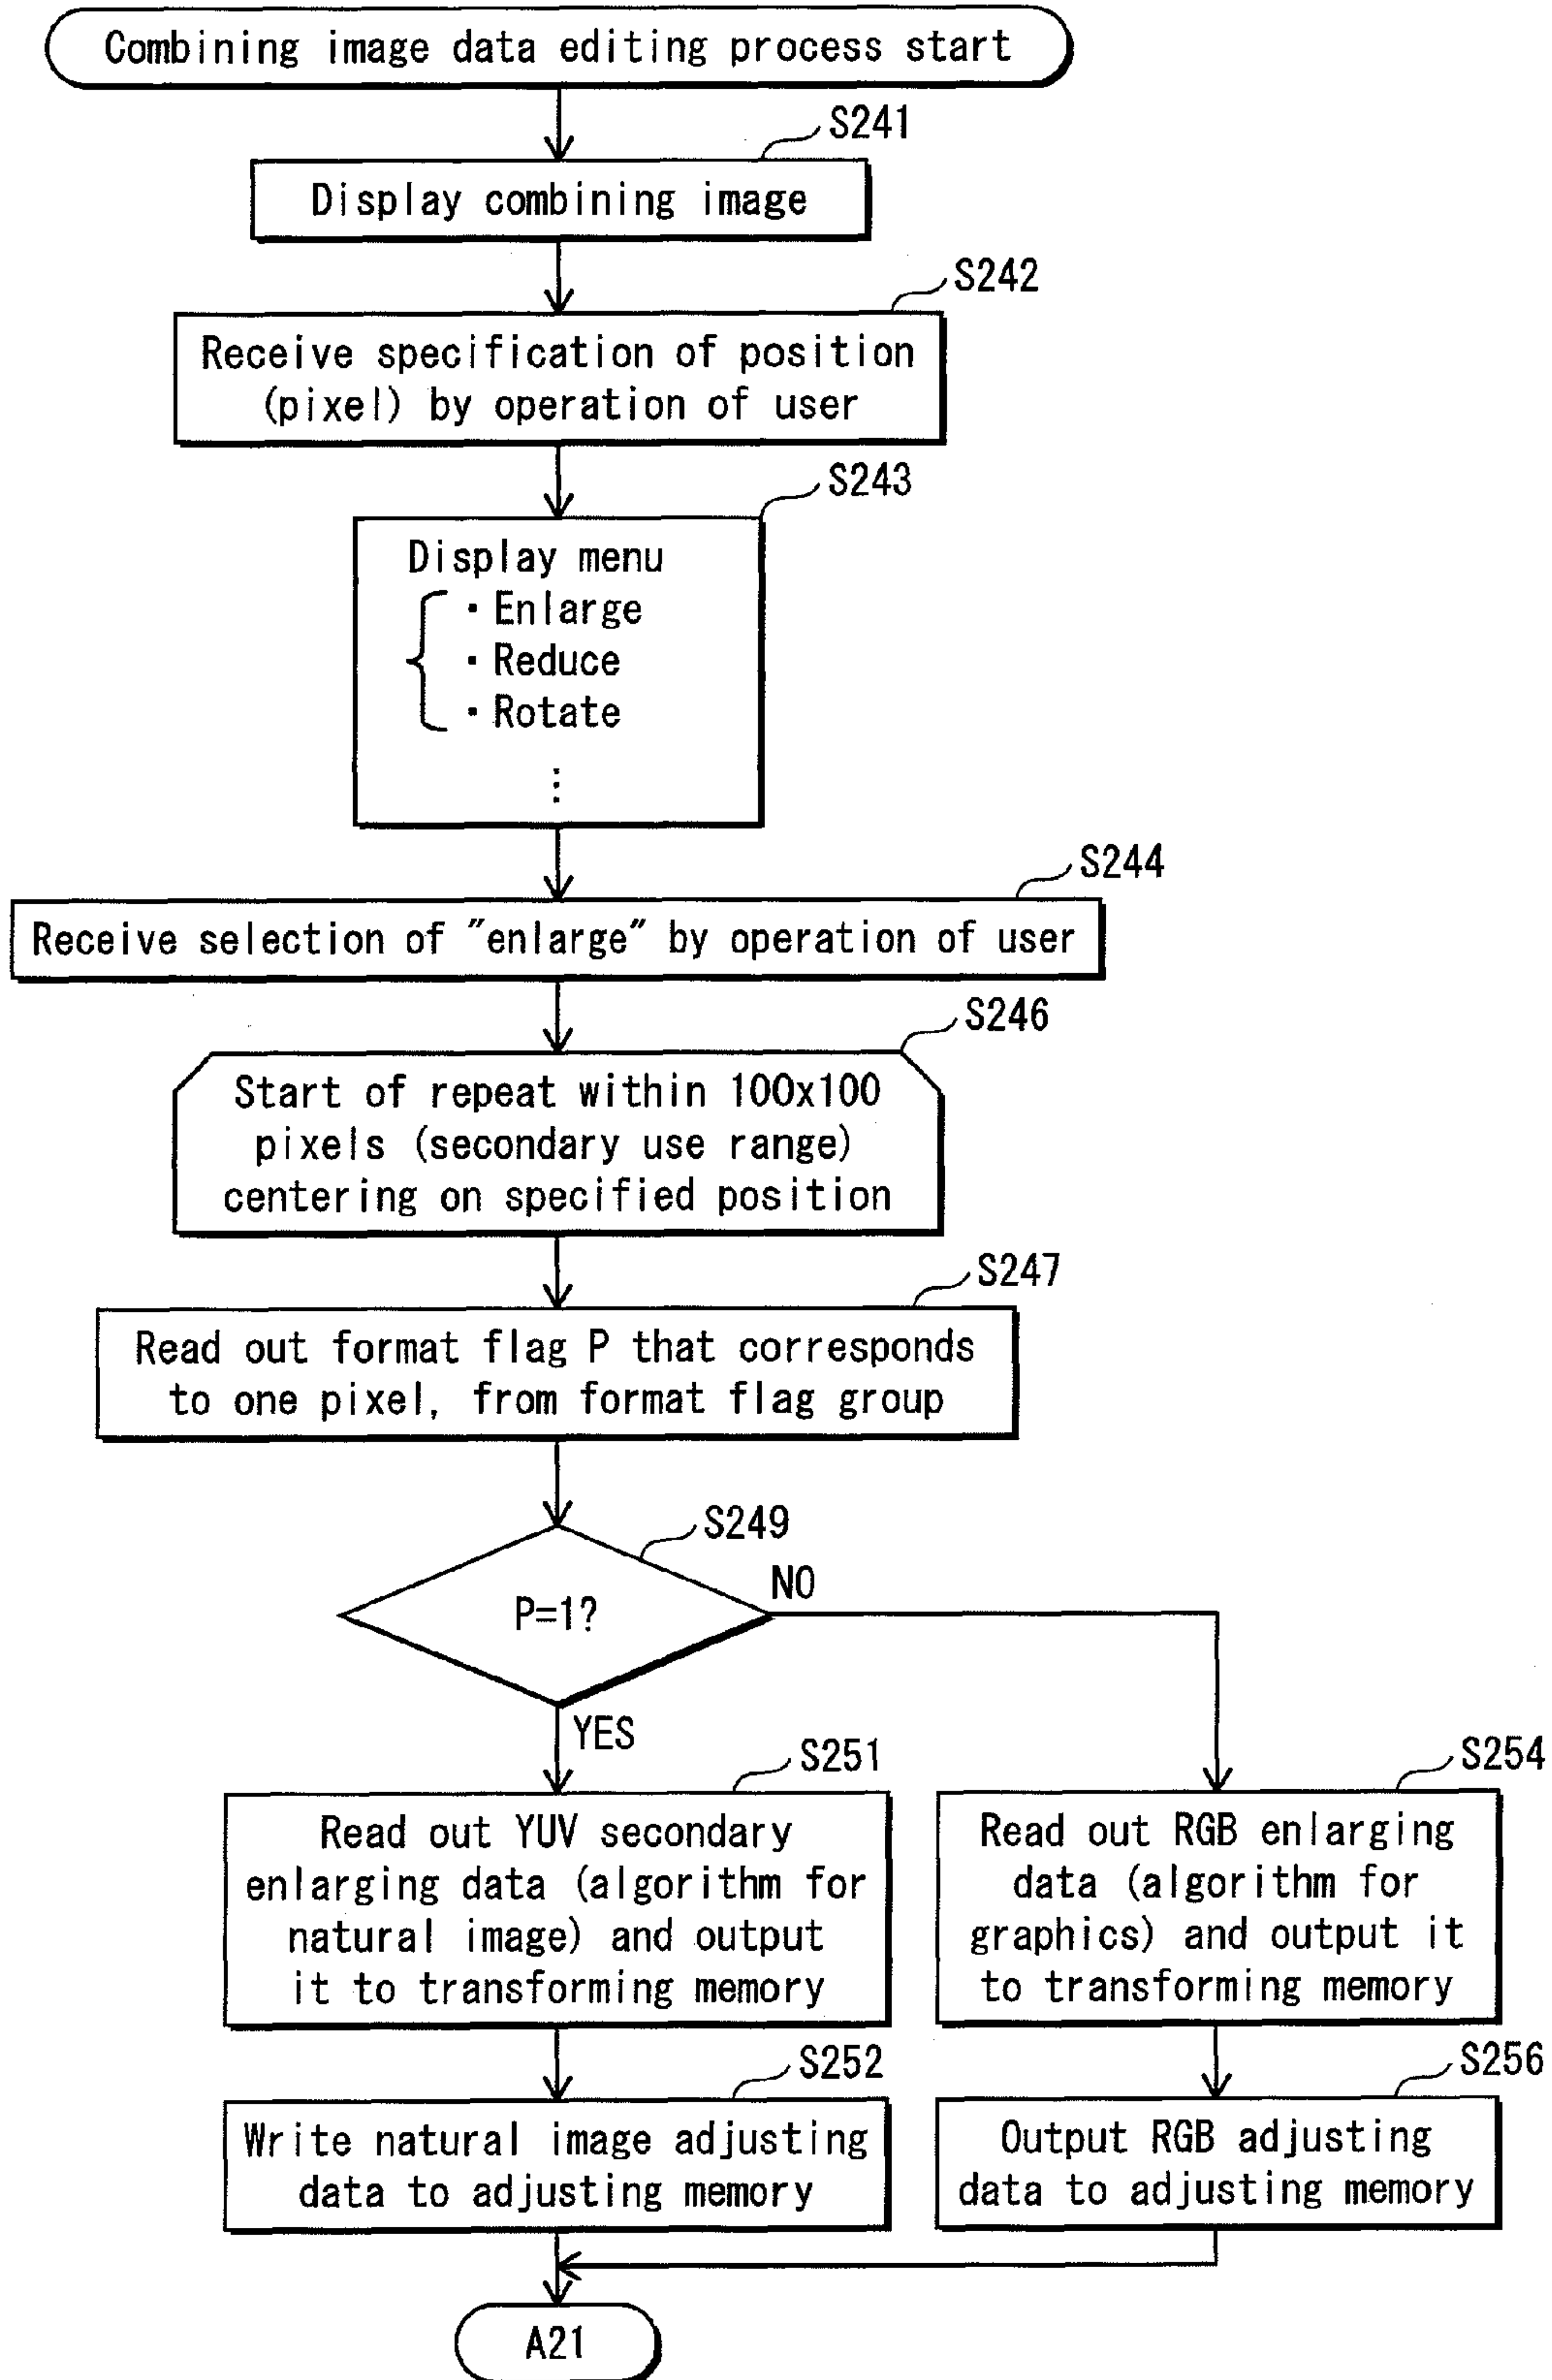 Combining image data editing process start
S241
Display combining image
S242
Receive specification of position
(pixel) by operation of user
S243
Display menu
・Enlarge
・Reduce
・Rotate
⋮
S244
Receive selection of "enlarge" by operation of user
S246
Start of repeat within 100x100
pixels (secondary use range)
centering on specified position
S247
Read out format flag P that corresponds
to one pixel, from format flag group
S249
P=1?
NO
YES
S251
Read out YUV secondary
enlarging data (algorithm for
natural image) and output
it to transforming memory
S254
Read out RGB enlarging
data (algorithm for
graphics) and output it
to transforming memory
S252
Write natural image adjusting
data to adjusting memory
S256
Output RGB adjusting
data to adjusting memory
A21